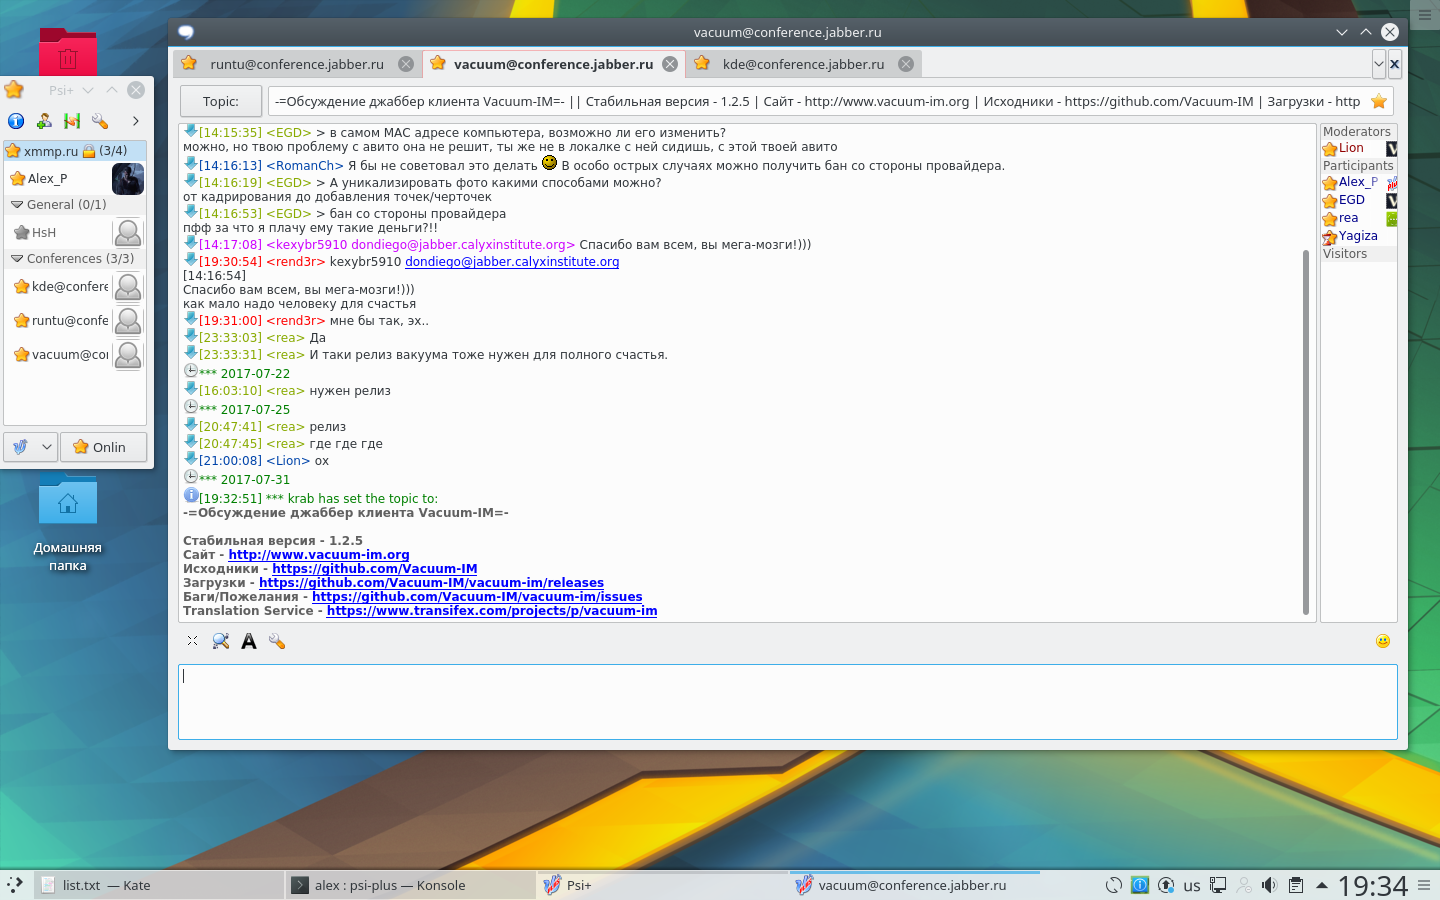 vacuum@conference.jabber.ru
runtu@conference.jabber.ru
vacuum@conference.jabber.ru
kde@conference.jabber.ru
Topic:
-=Обсуждение джаббер клиента Vacuum-IM=- || Стабильная версия - 1.2.5 | Сайт - http://www.vacuum-im.org | Исходники - https://github.com/Vacuum-IM | Загрузки - http
[14:15:35] <EGD> > в самом MAC адресе компьютера, возможно ли его изменить?
можно, но твою проблему с авито она не решит, ты же не в локалке с ней сидишь, с этой твоей авито
[14:16:13] <RomanCh> Я бы не советовал это делать В особо острых случаях можно получить бан со стороны провайдера.
[14:16:19] <EGD> > А уникализировать фото какими способами можно?
от кадрирования до добавления точек/черточек
[14:16:53] <EGD> > бан со стороны провайдера
пфф за что я плачу ему такие деньги?!!
[14:17:08] <kexybr5910 dondiego@jabber.calyxinstitute.org> Спасибо вам всем, вы мега-мозги!)))
[19:30:54] <rend3r> kexybr5910 dondiego@jabber.calyxinstitute.org
[14:16:54]
Спасибо вам всем, вы мега-мозги!)))
как мало надо человеку для счастья
[19:31:00] <rend3r> мне бы так, эх..
[23:33:03] <rea> Да
[23:33:31] <rea> И таки релиз вакуума тоже нужен для полного счастья.
*** 2017-07-22
[16:03:10] <rea> нужен релиз
*** 2017-07-25
[20:47:41] <rea> релиз
[20:47:45] <rea> где где где
[21:00:08] <Lion> ох
*** 2017-07-31
[19:32:51] *** krab has set the topic to:
-=Обсуждение джаббер клиента Vacuum-IM=-
Стабильная версия - 1.2.5
Сайт - http://www.vacuum-im.org
Исходники - https://github.com/Vacuum-IM
Загрузки - https://github.com/Vacuum-IM/vacuum-im/releases
Баги/Пожелания - https://github.com/Vacuum-IM/vacuum-im/issues
Translation Service - https://www.transifex.com/projects/p/vacuum-im
Moderators
Lion
Participants
Alex_P
EGD
rea
Yagiza
Visitors
Psi+
xmmp.ru (3/4)
Alex_P
General (0/1)
HsH
Conferences (3/3)
kde@confere
runtu@confe
vacuum@co
Onlin
Домашняя
папка
list.txt — Kate
alex : psi-plus — Konsole
Psi+
vacuum@conference.jabber.ru
us
19:34